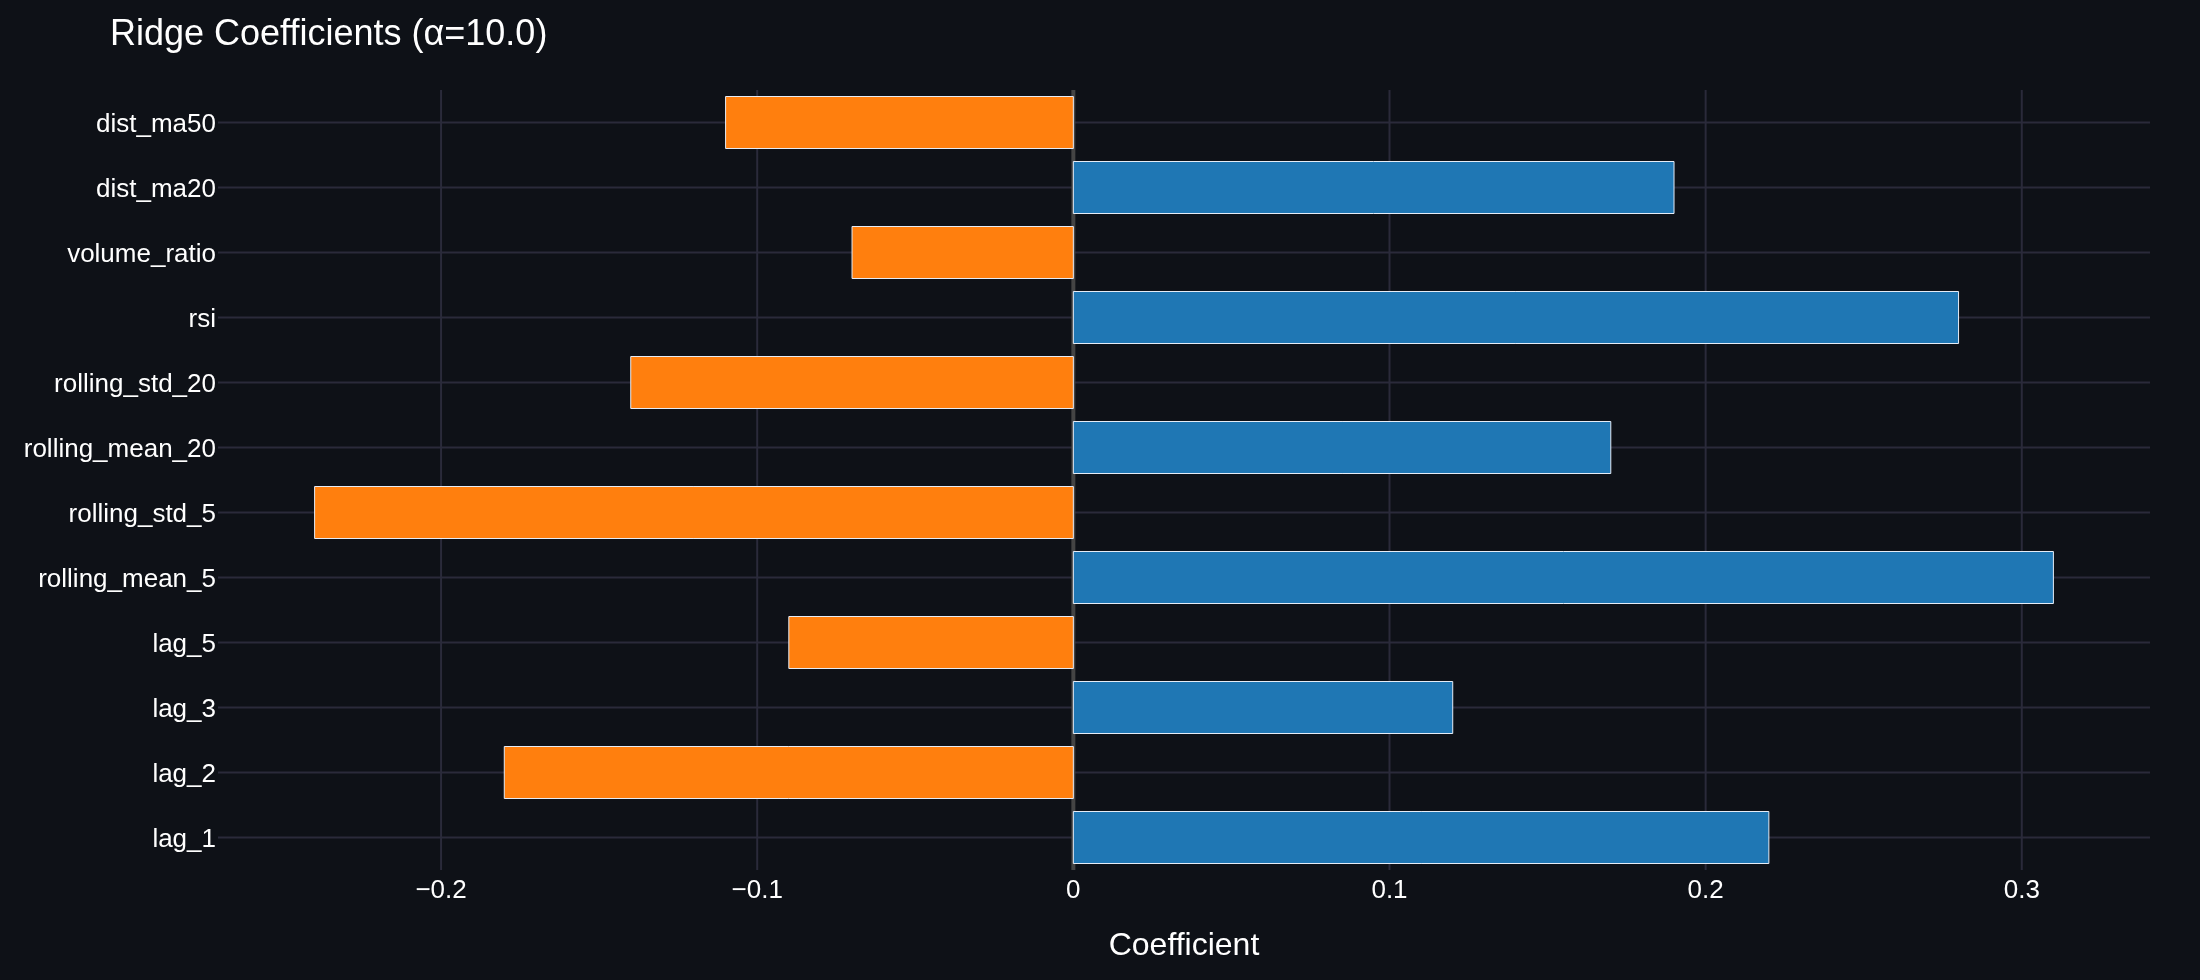 Ridge Coefficients (α=10.0)
dist_ma50
dist_ma20
volume_ratio
rsi
rolling_std_20
rolling_mean_20
rolling_std_5
rolling_mean_5
lag_5
lag_3
lag_2
lag_1
−0.2 −0.1 0 0.1 0.2 0.3
Coefficient